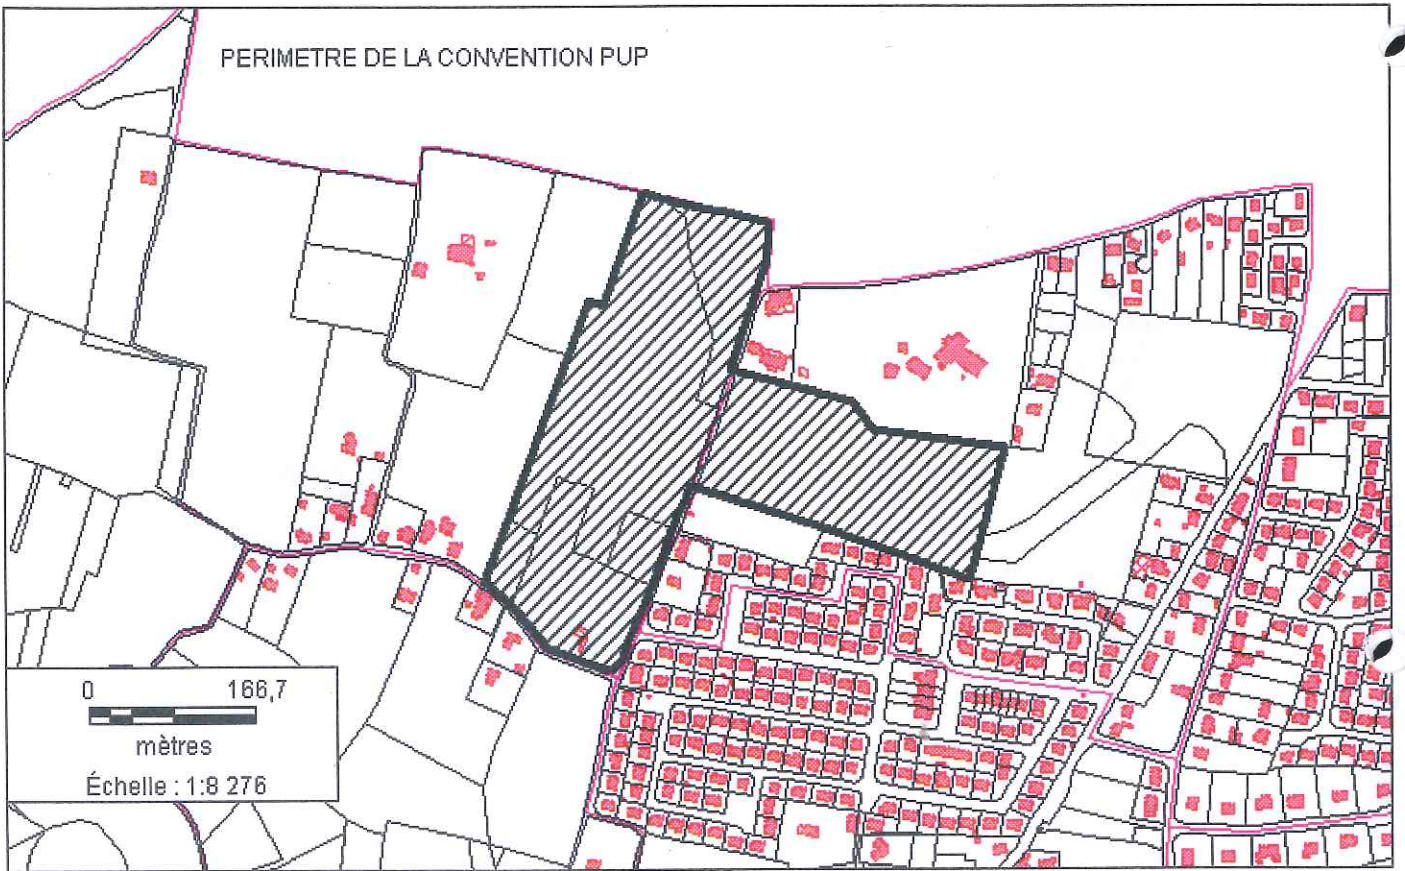 PERIMETRE DE LA CONVENTION PUP
0 166,7
mètres
Échelle : 1:8 276